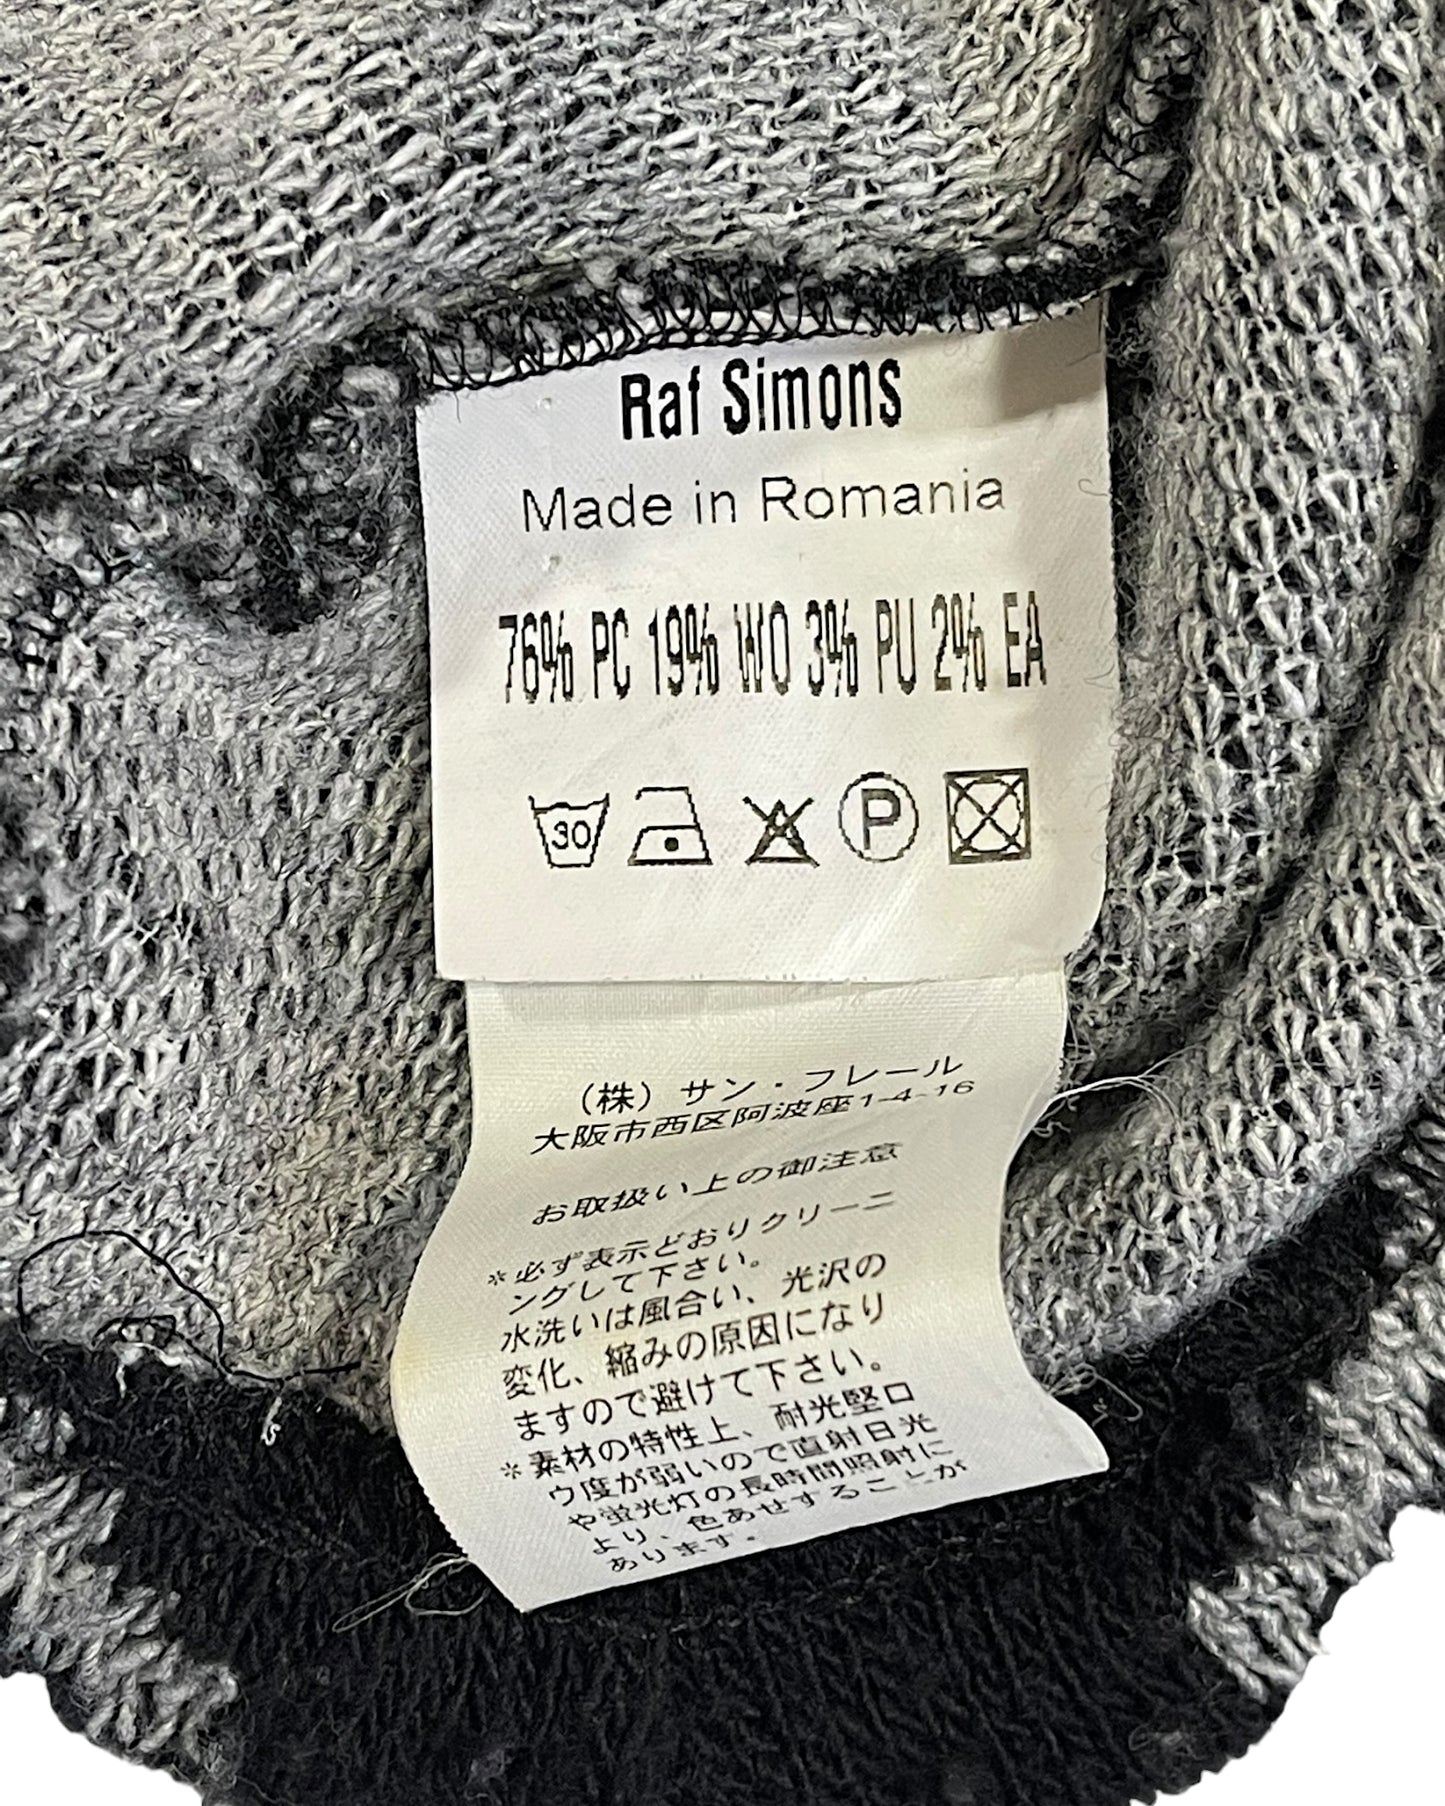 Raf Simons
Made in Romania
76% PC 19% WO 3% PU 2% EA
30 P
（株）サン・フレール
大阪市西区阿波座1-4-16
お取扱い上の御注意
＊必ず表示どおりクリーニ
ングして下さい。
水洗いは風合い、光沢の
変化、縮みの原因になり
ますので避けて下さい。
＊素材の特性上、耐光堅ロ
ウ度が弱いので直射日光
や蛍光灯の長時間照射に
より、色あせすることが
あります。